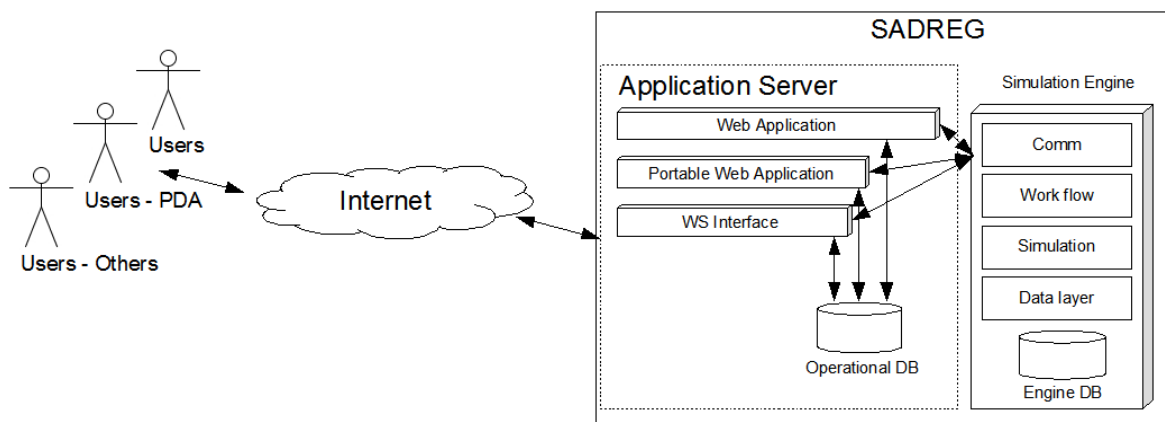 SADREG
Users
Users - PDA
Users - Others
Internet
Application Server
Web Application
Portable Web Application
WS Interface
Operational DB
Simulation Engine
Comm
Work flow
Simulation
Data layer
Engine DB